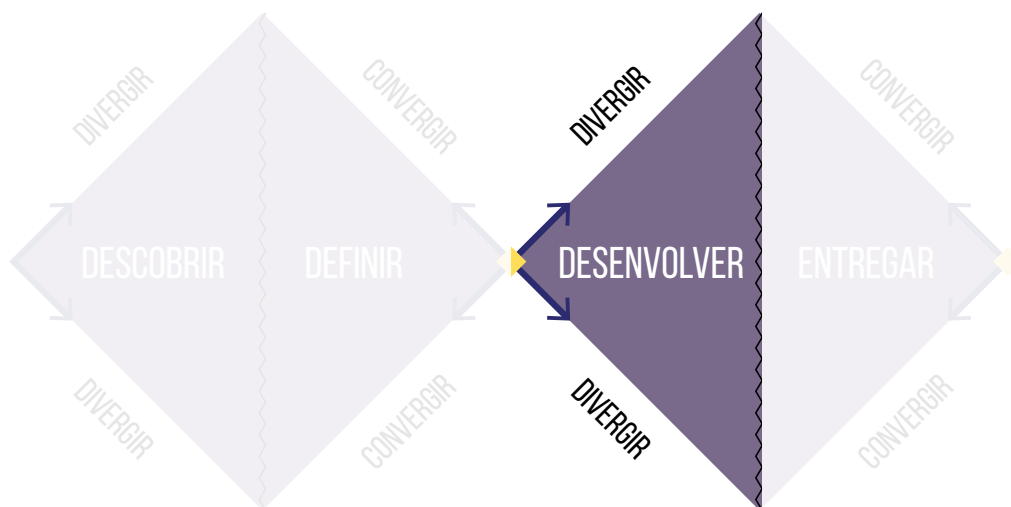 DIVERGIR
CONVERGIR
DIVERGIR
CONVERGIR
DESCOBRIR
DEFINIR
DESENVOLVER
ENTREGAR
DIVERGIR
CONVERGIR
DIVERGIR
CONVERGIR